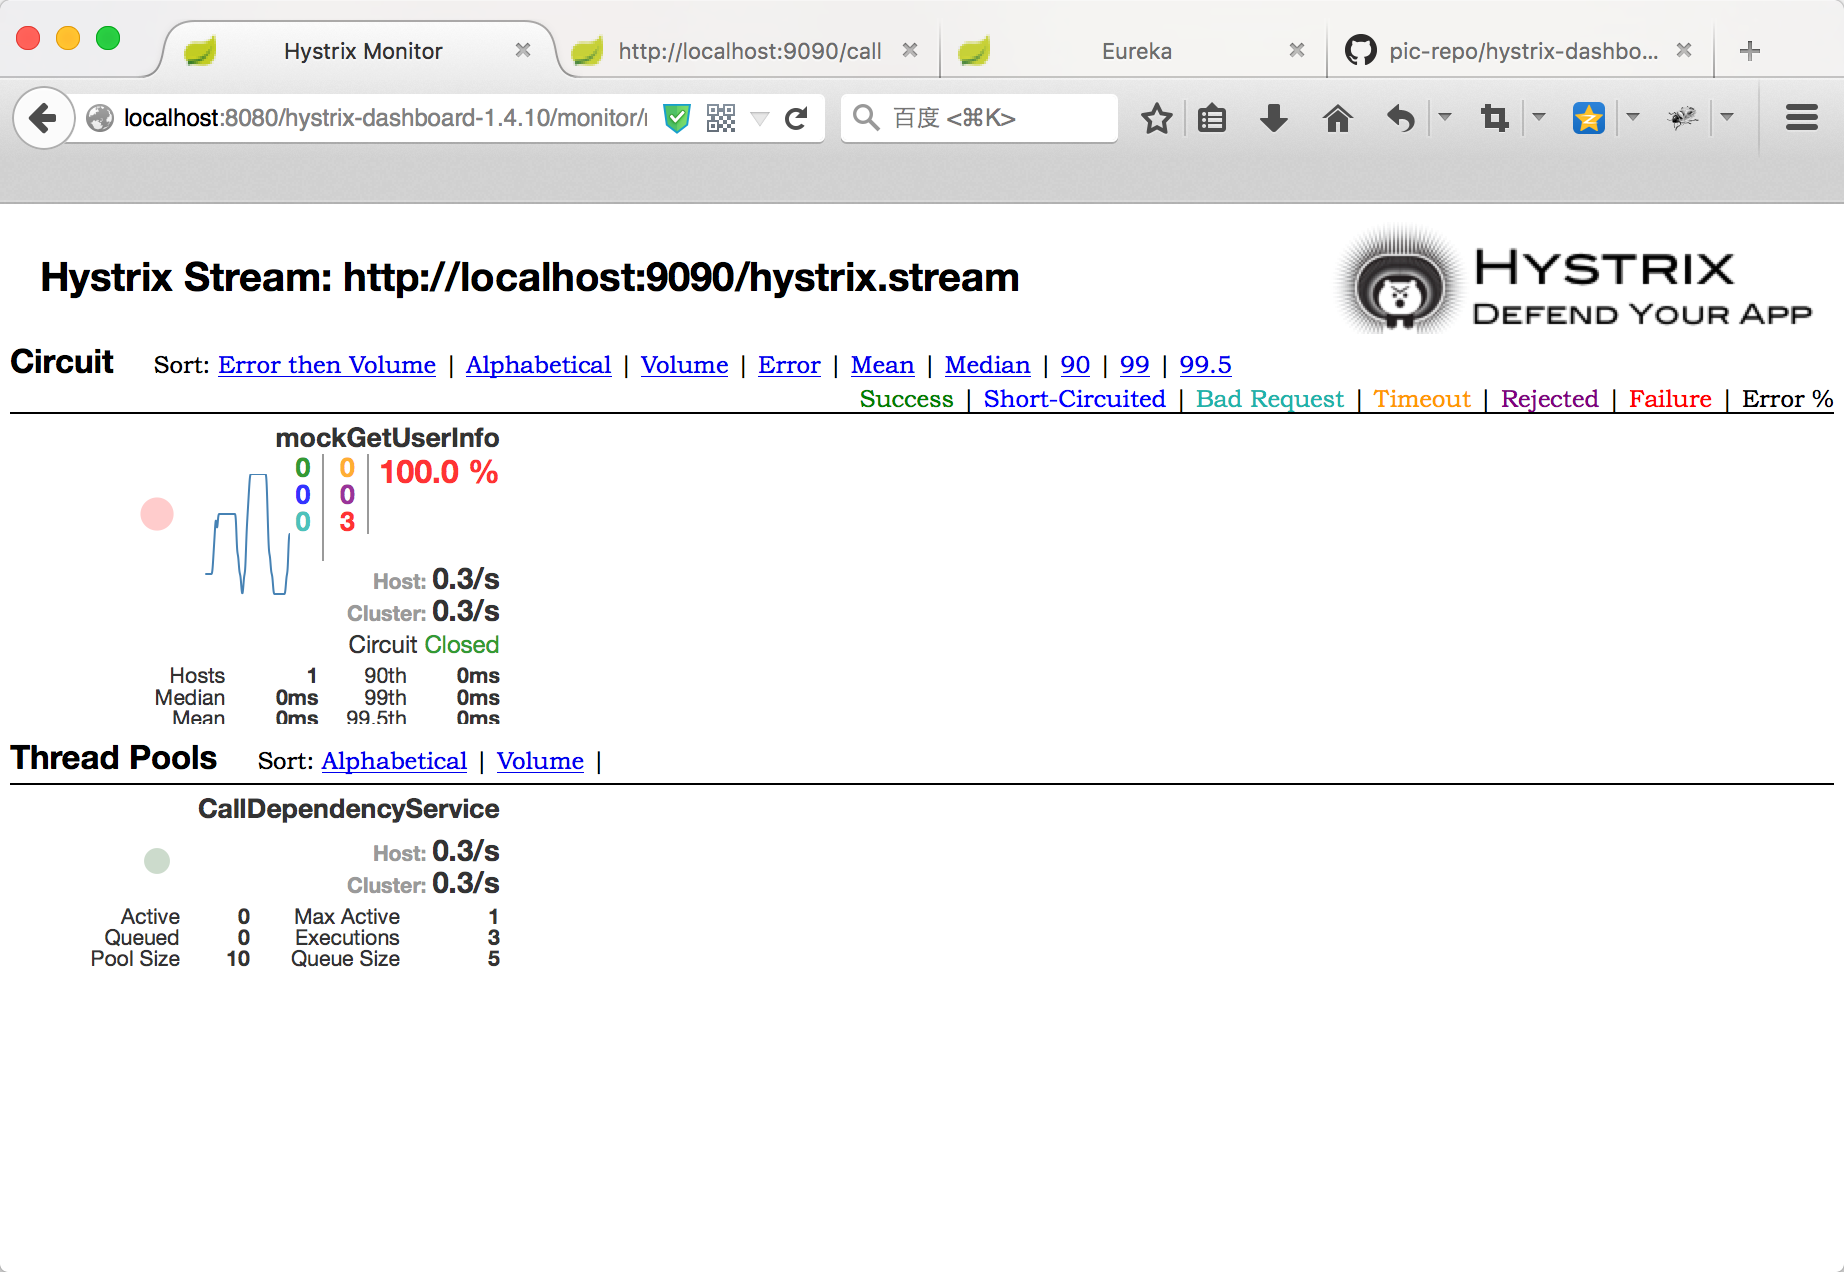 Hystrix Monitor
http://localhost:9090/call
Eureka
pic-repo/hystrix-dashbo...
localhost:8080/hystrix-dashboard-1.4.10/monitor/
百度 <⌘K>
Hystrix Stream: http://localhost:9090/hystrix.stream
HYSTRIX
DEFEND YOUR APP
Circuit Sort: Error then Volume | Alphabetical | Volume | Error | Mean | Median | 90 | 99 | 99.5
Success | Short-Circuited | Bad Request | Timeout | Rejected | Failure | Error %
mockGetUserInfo
0 0 100.0 %
0 0
0 3
Host: 0.3/s
Cluster: 0.3/s
Circuit Closed
Hosts 1 90th 0ms
Median 0ms 99th 0ms
Mean 0ms 99.5th 0ms
Thread Pools Sort: Alphabetical | Volume |
CallDependencyService
Host: 0.3/s
Cluster: 0.3/s
Active 0 Max Active 1
Queued 0 Executions 3
Pool Size 10 Queue Size 5